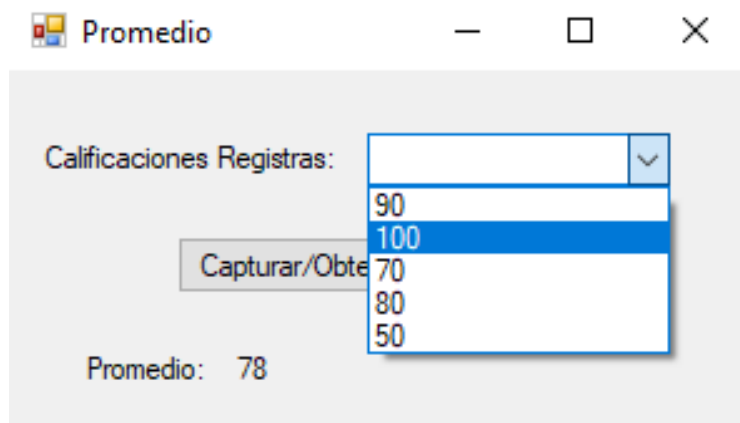 Promedio
Calificaciones Registras:
90
100
Capturar/Obte
70
80
50
Promedio: 78